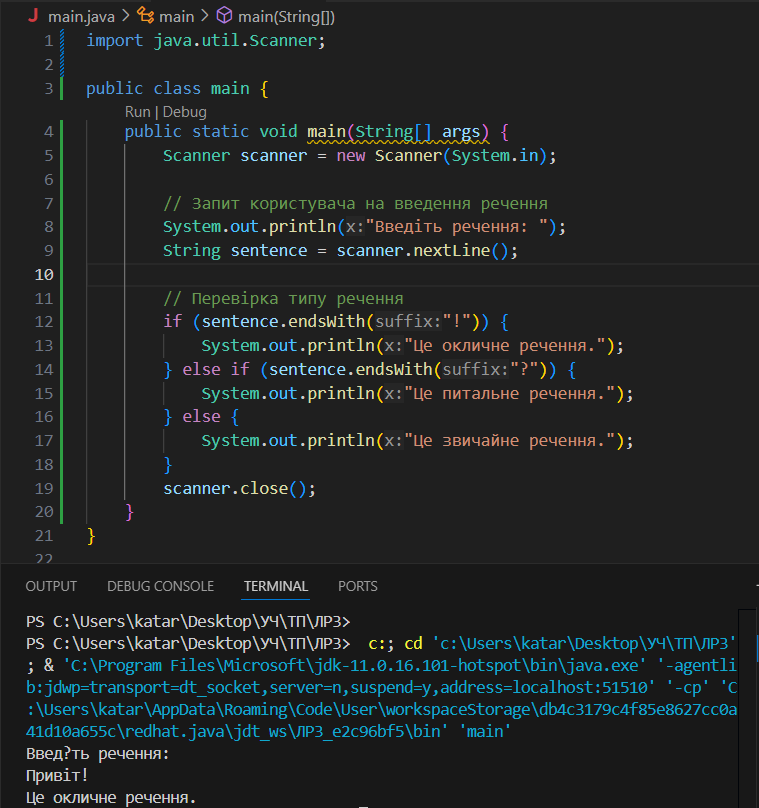 main.java > main > main(String[])
1 import java.util.Scanner;
2
3 public class main {
Run | Debug
4 public static void main(String[] args) {
5 Scanner scanner = new Scanner(System.in);
6
7 // Запит користувача на введення речення
8 System.out.println(x:"Введіть речення: ");
9 String sentence = scanner.nextLine();
10
11 // Перевірка типу речення
12 if (sentence.endsWith(suffix:"!")) {
13 System.out.println(x:"Це окличне речення.");
14 } else if (sentence.endsWith(suffix:"?")) {
15 System.out.println(x:"Це питальне речення.");
16 } else {
17 System.out.println(x:"Це звичайне речення.");
18 }
19 scanner.close();
20 }
21 }
22
OUTPUT DEBUG CONSOLE TERMINAL PORTS
PS C:\Users\katar\Desktop\УЧ\ТП\ЛР3>
PS C:\Users\katar\Desktop\УЧ\ТП\ЛР3> c:; cd 'c:\Users\katar\Desktop\УЧ\ТП\ЛР3'
; & 'C:\Program Files\Microsoft\jdk-11.0.16.101-hotspot\bin\java.exe' '-agentli
b:jdwp=transport=dt_socket,server=n,suspend=y,address=localhost:51510' '-cp' 'C
:\Users\katar\AppData\Roaming\Code\User\workspaceStorage\db4c3179c4f85e8627cc0a
41d10a655c\redhat.java\jdt_ws\ЛР3_e2c96bf5\bin' 'main'
Введ?ть речення:
Привіт!
Це окличне речення.